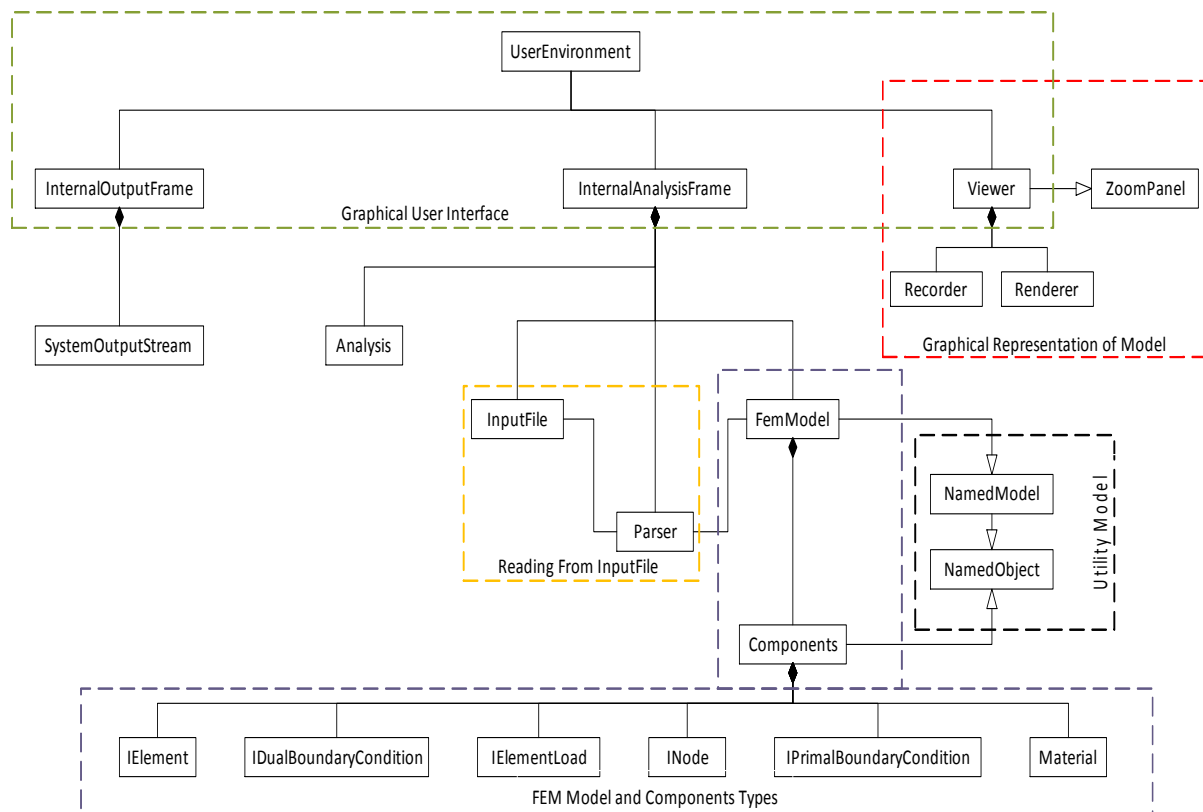 UserEnvironment
InternalOutputFrame
InternalAnalysisFrame
Viewer
ZoomPanel
Graphical User Interface
Recorder
Renderer
SystemOutputStream
Analysis
Graphical Representation of Model
InputFile
FemModel
NamedModel
Parser
Utility Model
Reading From InputFile
NamedObject
Components
IElement
IDualBoundaryCondition
IElementLoad
INode
IPrimalBoundaryCondition
Material
FEM Model and Components Types